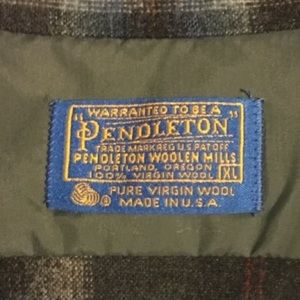 "WARRANTED TO BE A
PENDLETON"
TRADE MARK REG U.S. PAT OFF
PENDLETON WOOLEN MILLS
PORTLAND, OREGON
100% VIRGIN WOOL XL
PURE VIRGIN WOOL
MADE IN U.S.A.